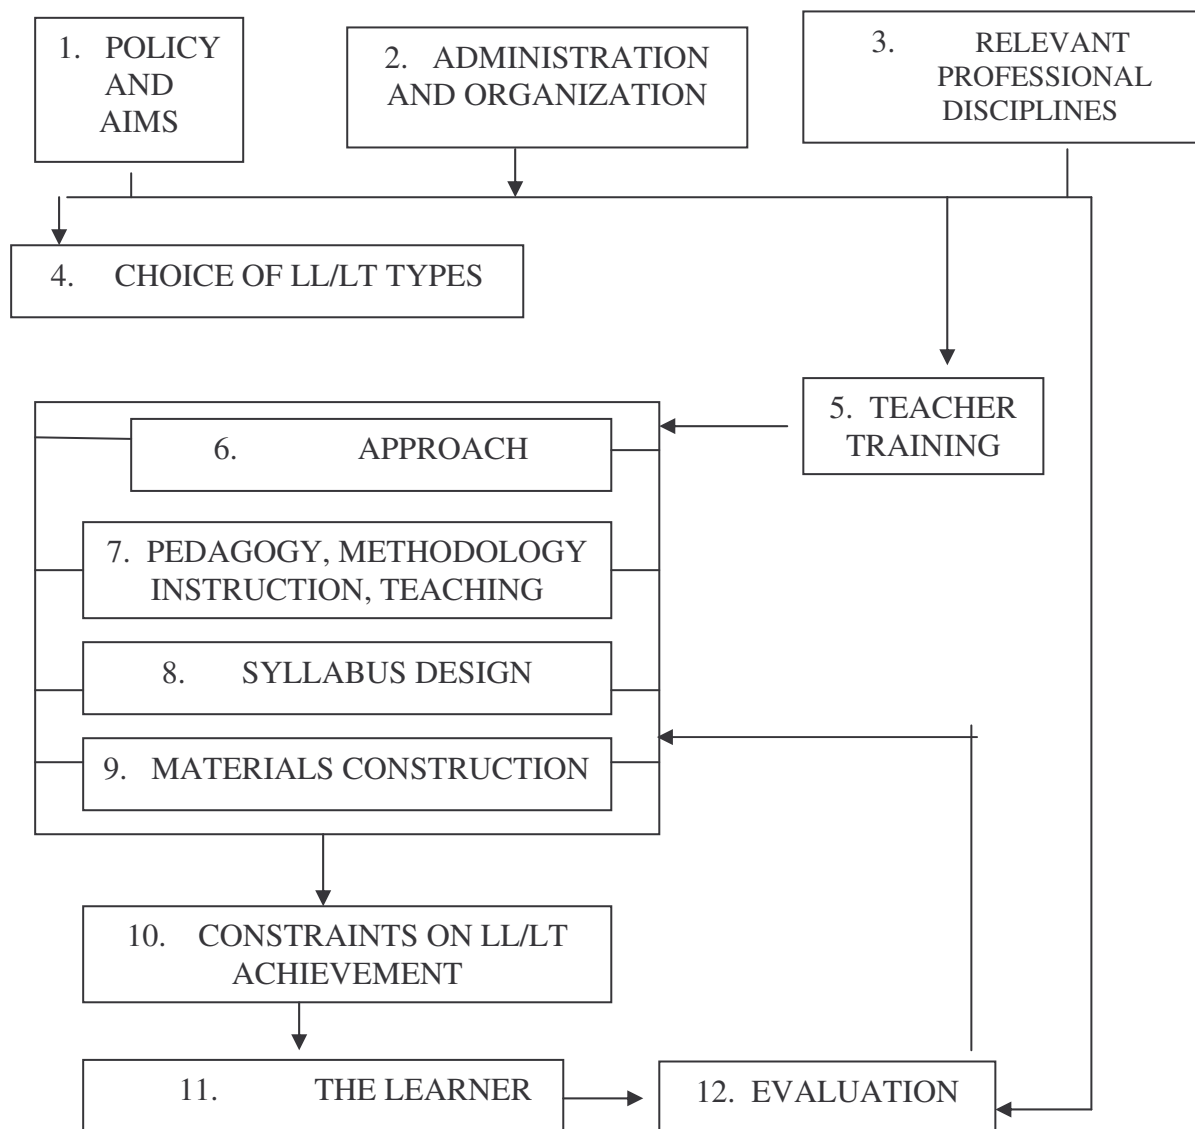 1. POLICY
AND
AIMS
2. ADMINISTRATION
AND ORGANIZATION
3. RELEVANT
PROFESSIONAL
DISCIPLINES
4. CHOICE OF LL/LT TYPES
5. TEACHER
TRAINING
6. APPROACH
7. PEDAGOGY, METHODOLOGY
INSTRUCTION, TEACHING
8. SYLLABUS DESIGN
9. MATERIALS CONSTRUCTION
10. CONSTRAINTS ON LL/LT
ACHIEVEMENT
11. THE LEARNER
12. EVALUATION